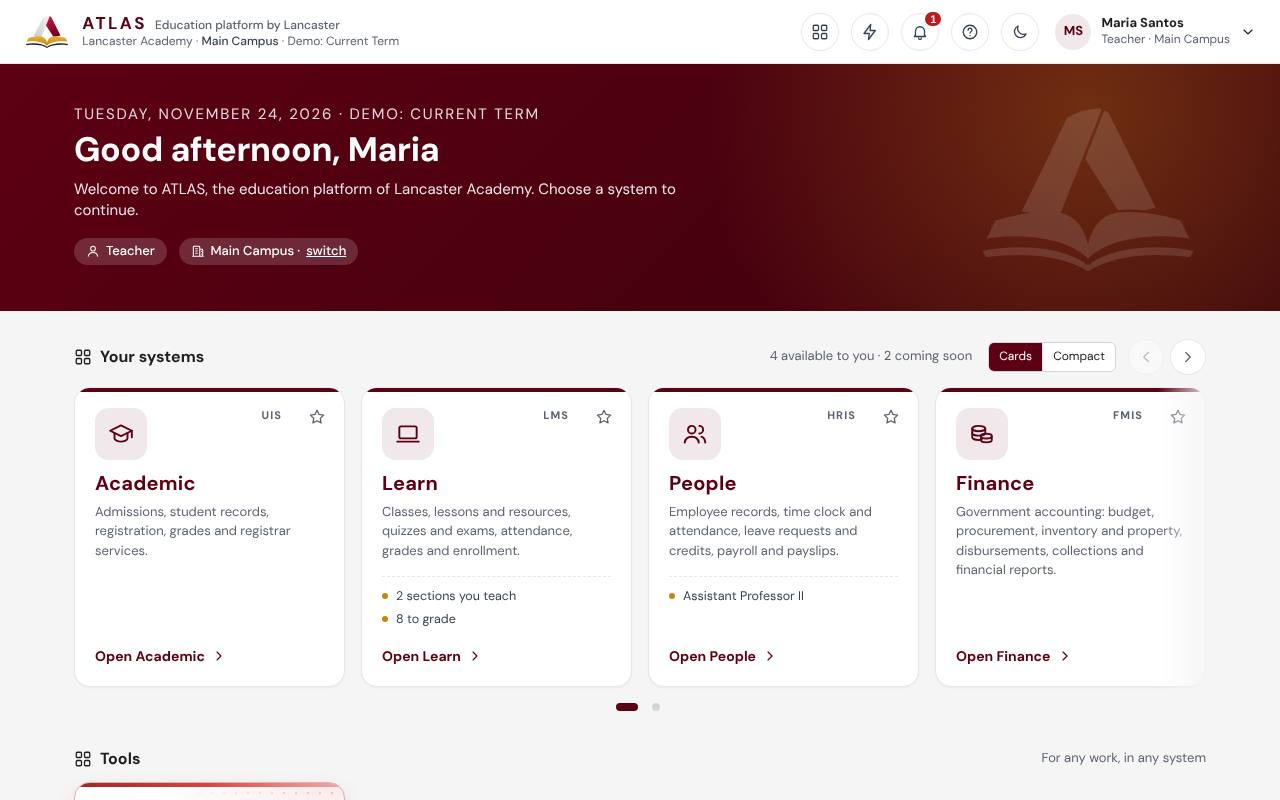 ATLAS Education platform by Lancaster
Lancaster Academy · Main Campus · Demo: Current Term
1
MS
Maria Santos
Teacher · Main Campus
TUESDAY, NOVEMBER 24, 2026 · DEMO: CURRENT TERM
Good afternoon, Maria
Welcome to ATLAS, the education platform of Lancaster Academy. Choose a system to
continue.
Teacher
Main Campus · switch
Your systems
4 available to you · 2 coming soon
Cards
Compact
UIS
Academic
Admissions, student records,
registration, grades and registrar
services.
Open Academic
LMS
Learn
Classes, lessons and resources,
quizzes and exams, attendance,
grades and enrollment.
2 sections you teach
8 to grade
Open Learn
HRIS
People
Employee records, time clock and
attendance, leave requests and
credits, payroll and payslips.
Assistant Professor II
Open People
FMIS
Finance
Government accounting: budget,
procurement, inventory and property,
disbursements, collections and
financial reports.
Open Finance
Tools
For any work, in any system